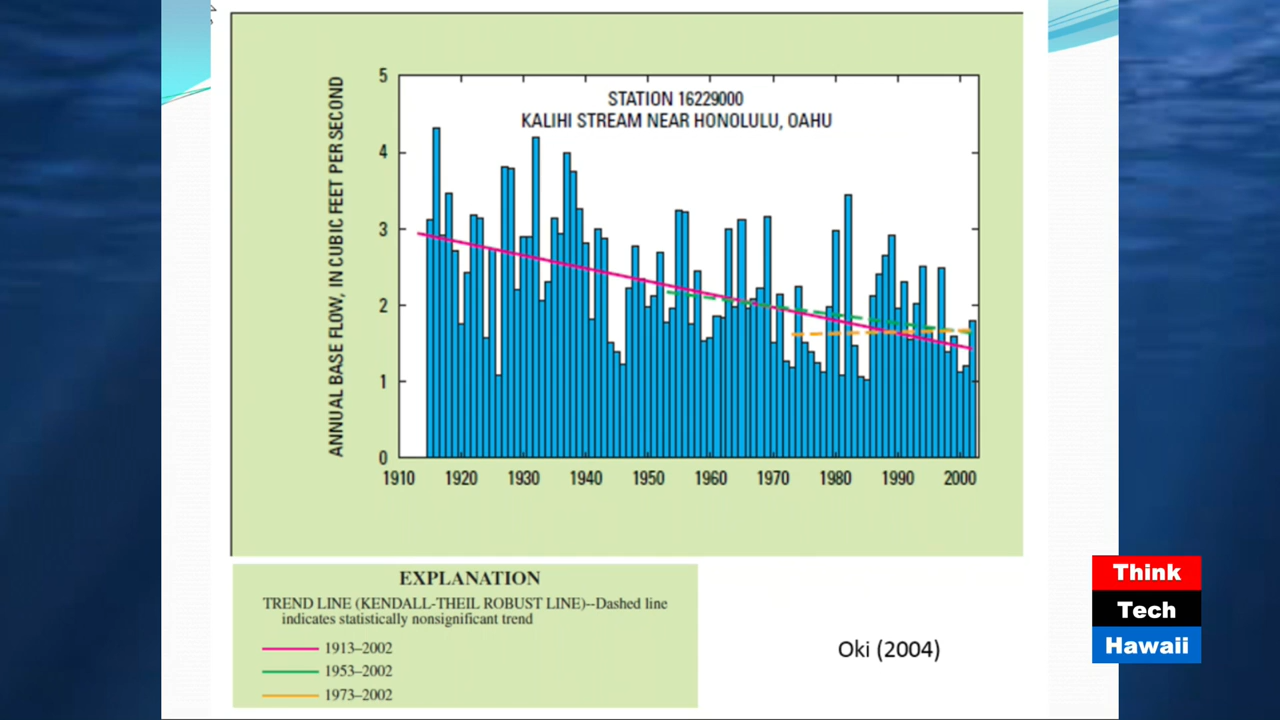 STATION 16229000
KALIHI STREAM NEAR HONOLULU, OAHU
ANNUAL BASE FLOW, IN CUBIC FEET PER SECOND
5
4
3
2
1
0
1910 1920 1930 1940 1950 1960 1970 1980 1990 2000
EXPLANATION
TREND LINE (KENDALL-THEIL ROBUST LINE)--Dashed line
indicates statistically nonsignificant trend
1913–2002
1953–2002
1973–2002
Oki (2004)
Think
Tech
Hawaii